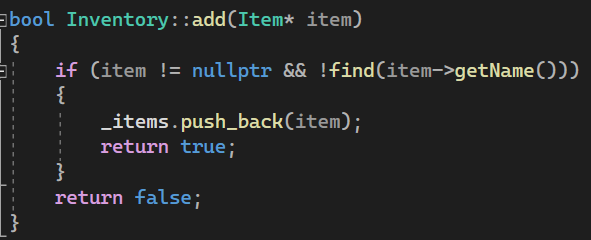 bool Inventory::add(Item* item)
{
    if (item != nullptr && !find(item->getName()))
    {
        _items.push_back(item);
        return true;
    }
    return false;
}